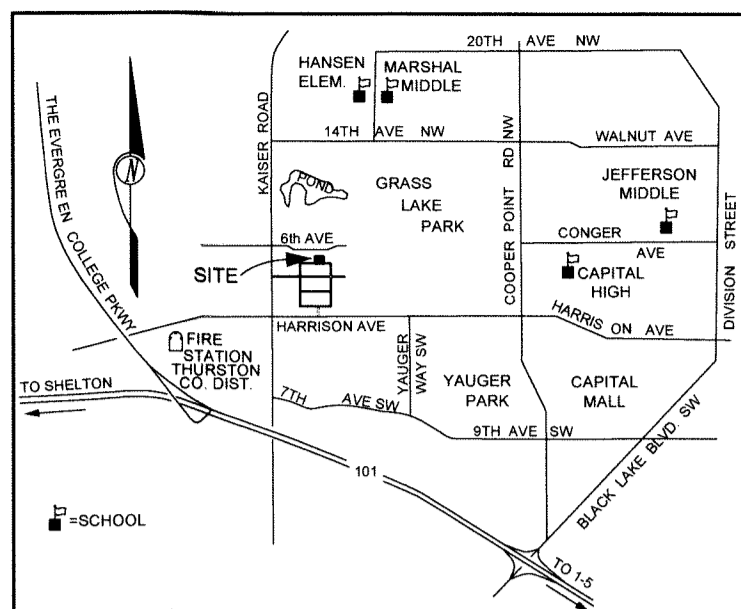 20TH AVE NW
HANSEN
ELEM.
MARSHAL
MIDDLE
THE EVERGRE EN COLLEGE PKWY
KAISER ROAD
14TH AVE NW
COOPER POINT RD NW
WALNUT AVE
N
POND
GRASS
LAKE
PARK
JEFFERSON
MIDDLE
DIVISION STREET
6th AVE
CONGER AVE
SITE
CAPITAL
HIGH
HARRIS ON AVE
HARRISON AVE
FIRE
STATION
THURSTON
CO. DIST.
YAUGER
WAY SW
YAUGER
PARK
CAPITAL
MALL
TO SHELTON
7TH AVE SW
9TH AVE SW
BLACK LAKE BLVD. SW
101
=SCHOOL
TO 1-5